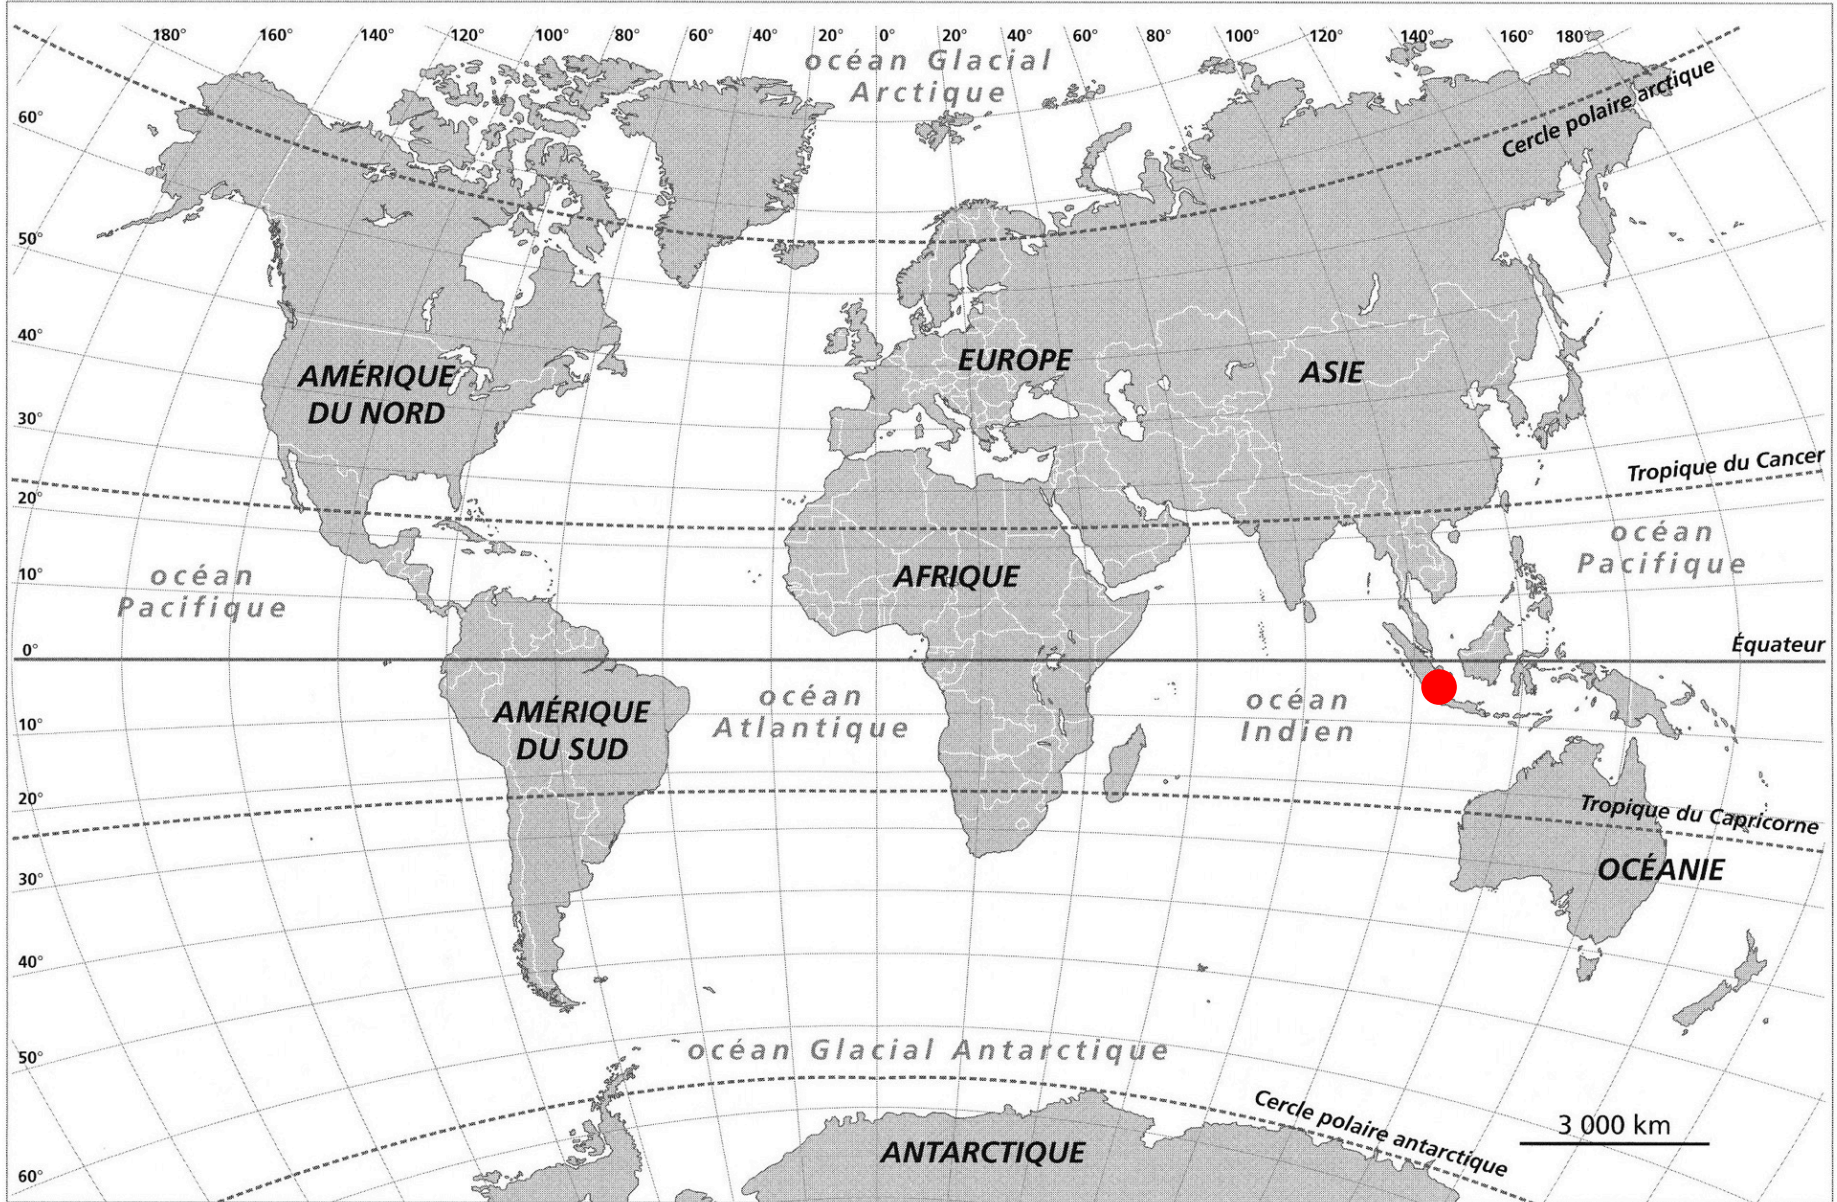 180° 160° 140° 120° 100° 80° 60° 40° 20° 0° 20° 40° 60° 80° 100° 120° 140° 160° 180°
océan Glacial
Arctique
Cercle polaire arctique
60°
50°
40°
30°
20°
10°
0°
10°
20°
30°
40°
50°
60°
AMÉRIQUE
DU NORD
EUROPE
ASIE
Tropique du Cancer
océan
Pacifique
océan
Pacifique
AFRIQUE
Équateur
AMÉRIQUE
DU SUD
océan
Atlantique
océan
Indien
Tropique du Capricorne
OCÉANIE
océan Glacial Antarctique
Cercle polaire antarctique
3 000 km
ANTARCTIQUE